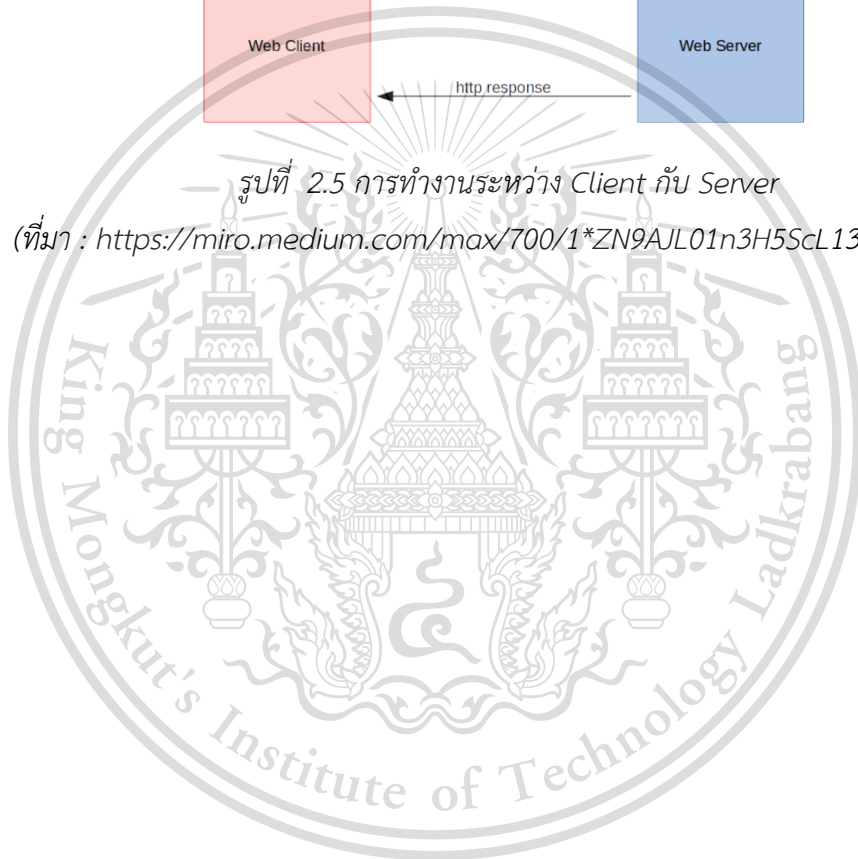 Web Client
Web Server
http response
รูปที่ 2.5 การทำงานระหว่าง Client กับ Server
(ที่มา : https://miro.medium.com/max/700/1*ZN9AJL01n3H5ScL13
King Mongkut's Institute of Technology Ladkrabang